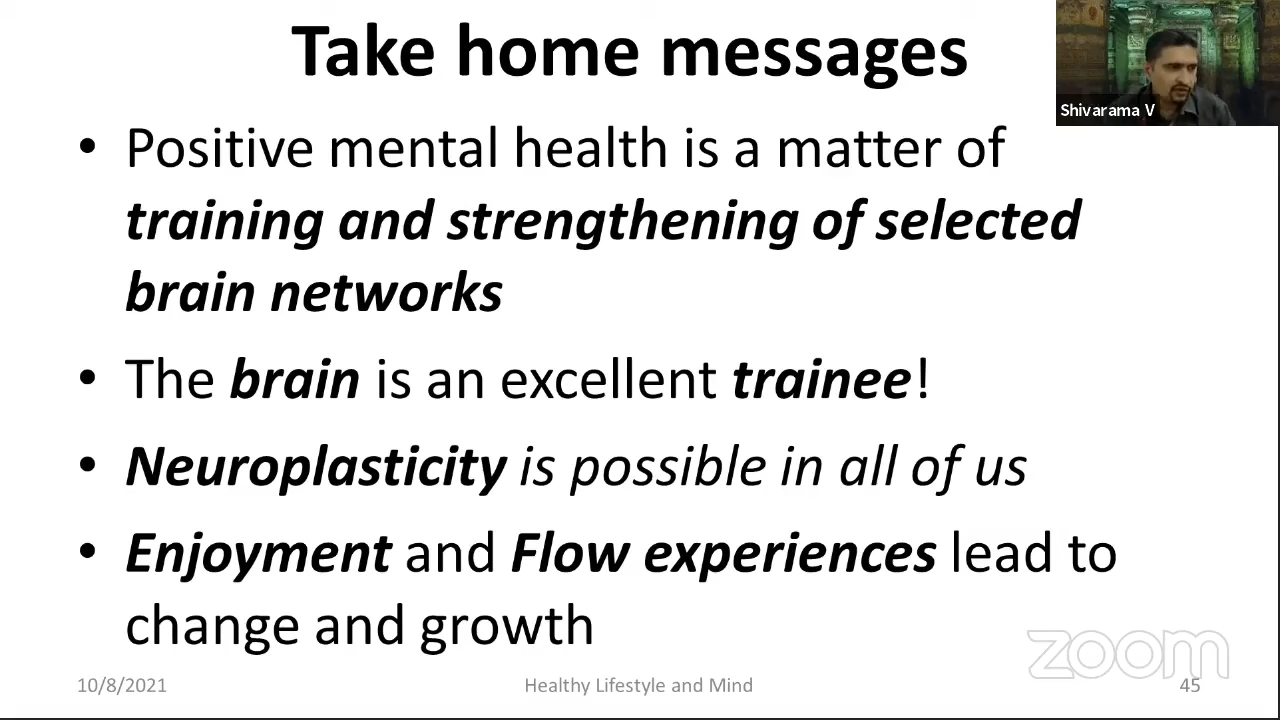 Take home messages
Shivarama V
• Positive mental health is a matter of
training and strengthening of selected
brain networks
• The brain is an excellent trainee!
• Neuroplasticity is possible in all of us
• Enjoyment and Flow experiences lead to
change and growth
zoom
10/8/2021
Healthy Lifestyle and Mind
45